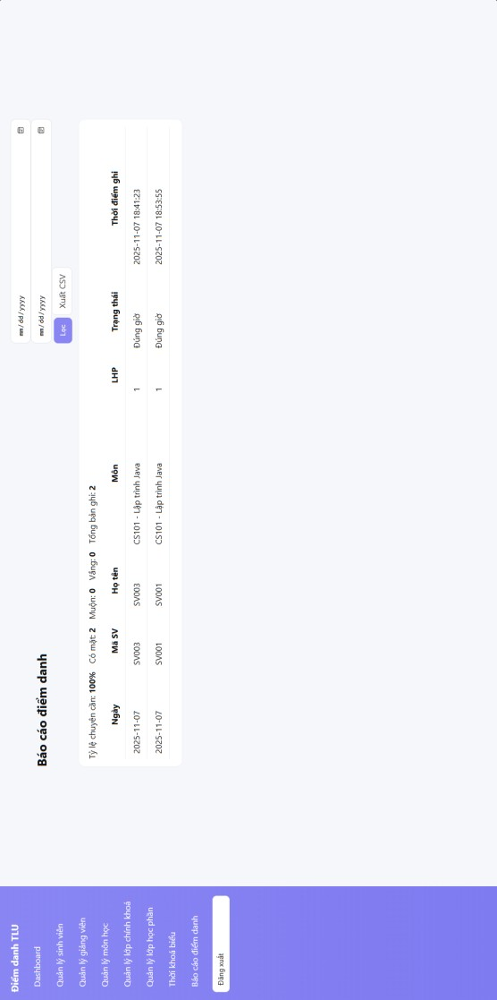 Điểm danh TLU
Dashboard
Quản lý sinh viên
Quản lý giảng viên
Quản lý môn học
Quản lý lớp chính khoá
Quản lý lớp học phần
Thời khoá biểu
Báo cáo điểm danh
Đăng xuất
Báo cáo điểm danh
mm/dd/yyyy
mm/dd/yyyy
Lọc Xuất CSV
Tỷ lệ chuyên cần: 100% Có mặt: 2 Muộn: 0 Vắng: 0 Tổng bản ghi: 2
Ngày Mã SV Họ tên Môn LHP Trạng thái Thời điểm ghi
2025-11-07 SV003 SV003 CS101 - Lập trình Java 1 Đúng giờ 2025-11-07 18:41:23
2025-11-07 SV001 SV001 CS101 - Lập trình Java 1 Đúng giờ 2025-11-07 18:53:55